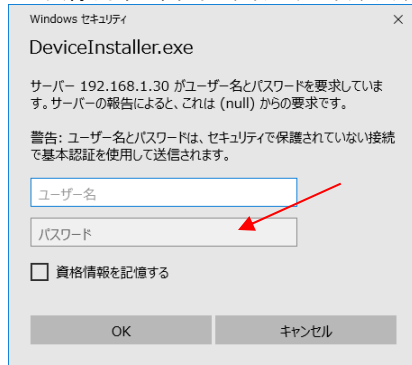 Windows セキュリティ
DeviceInstaller.exe
サーバー 192.168.1.30 がユーザー名とパスワードを要求していま
す。サーバーの報告によると、これは (null) からの要求です。
警告: ユーザー名とパスワードは、セキュリティで保護されていない接続
で基本認証を使用して送信されます。
ユーザー名
パスワード
資格情報を記憶する
OK キャンセル